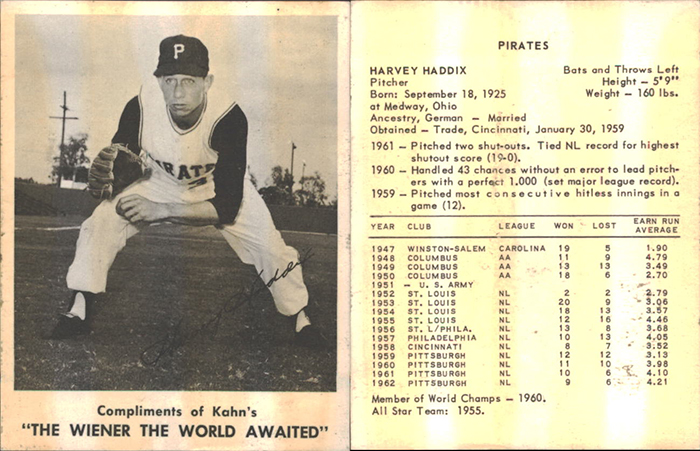 P
PIRATES
Harvey Haddix
Compliments of Kahn's
"THE WIENER THE WORLD AWAITED"
PIRATES
HARVEY HADDIX Bats and Throws Left
Pitcher Height — 5'9"
Born: September 18, 1925 Weight — 160 lbs.
at Medway, Ohio
Ancestry, German — Married
Obtained — Trade, Cincinnati, January 30, 1959
1961 — Pitched two shut-outs. Tied NL record for highest
shutout score (19-0).
1960 — Handled 43 chances without an error to lead pitch-
ers with a perfect 1.000 (set major league record).
1959 — Pitched most consecutive hitless innings in a
game (12).
YEAR CLUB LEAGUE WON LOST EARN RUN AVERAGE
1947 WINSTON-SALEM CAROLINA 19 5 1.90
1948 COLUMBUS AA 11 9 4.79
1949 COLUMBUS AA 13 13 3.49
1950 COLUMBUS AA 18 6 2.70
1951 — U.S. ARMY
1952 ST. LOUIS NL 2 2 2.79
1953 ST. LOUIS NL 20 9 3.06
1954 ST. LOUIS NL 18 13 3.57
1955 ST. LOUIS NL 12 16 4.46
1956 ST. L/PHILA. NL 13 8 3.68
1957 PHILADELPHIA NL 10 13 4.05
1958 CINCINNATI NL 8 7 3.52
1959 PITTSBURGH NL 12 12 3.13
1960 PITTSBURGH NL 11 10 3.98
1961 PITTSBURGH NL 10 6 4.10
1962 PITTSBURGH NL 9 6 4.21
Member of World Champs — 1960.
All Star Team: 1955.